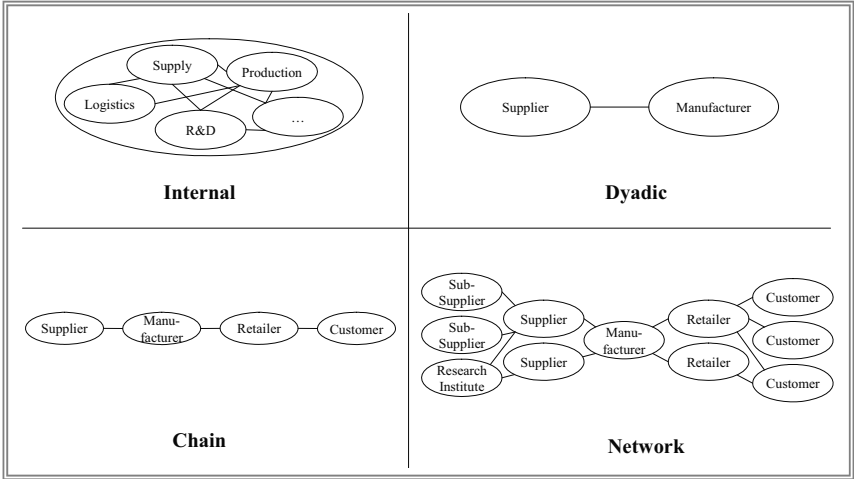 Supply
Production
Logistics
R&D
…
Internal
Supplier
Manufacturer
Dyadic
Supplier
Manu-
facturer
Retailer
Customer
Chain
Sub-
Supplier
Sub-
Supplier
Research
Institute
Supplier
Supplier
Manu-
facturer
Retailer
Retailer
Customer
Customer
Customer
Network